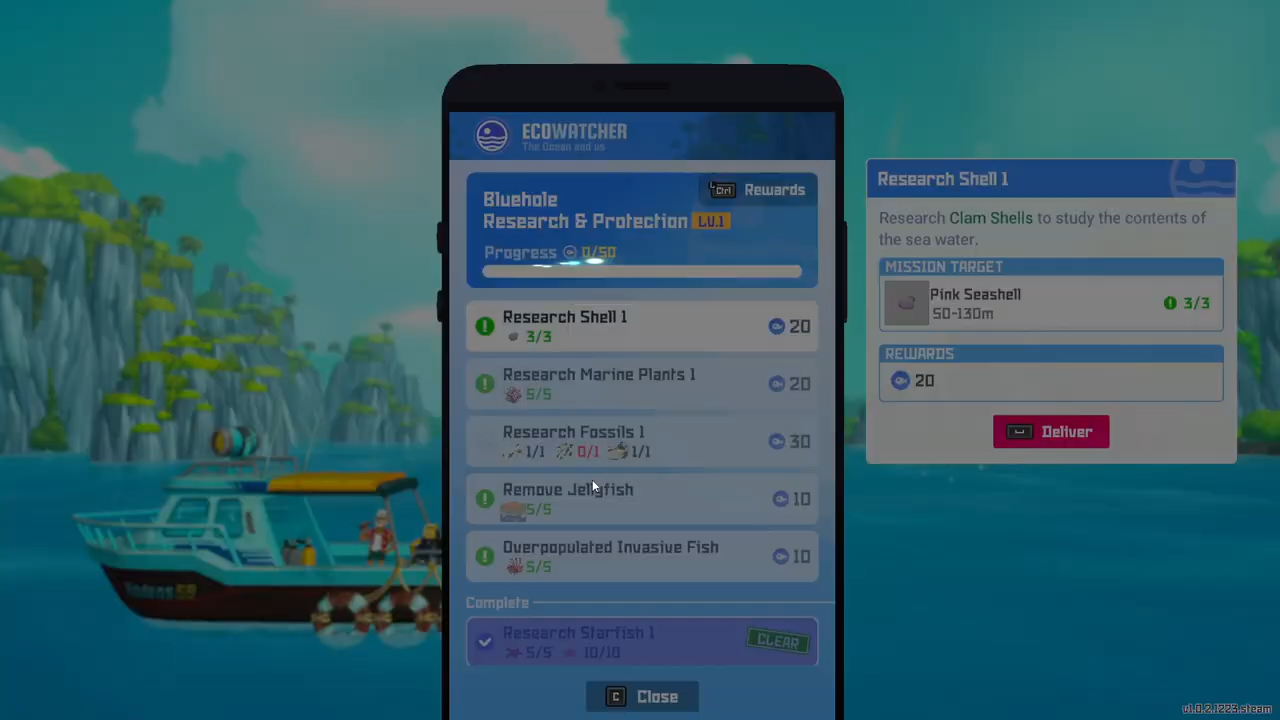 ECOWATCHER
The Ocean and us
Bluehole
Research & Protection LV.1
Ctrl Rewards
Progress 0/50
Research Shell 1
3/3
20
Research Marine Plants 1
5/5
20
Research Fossils 1
1/1 0/1 1/1
30
Remove Jellyfish
5/5
10
Overpopulated Invasive Fish
5/5
10
Complete
Research Starfish 1
5/5 10/10
CLEAR
C Close
Research Shell 1
Research Clam Shells to study the contents of
the sea water.
MISSION TARGET
Pink Seashell
50-130m
3/3
REWARDS
20
Deliver
v1.0.2.1223.steam